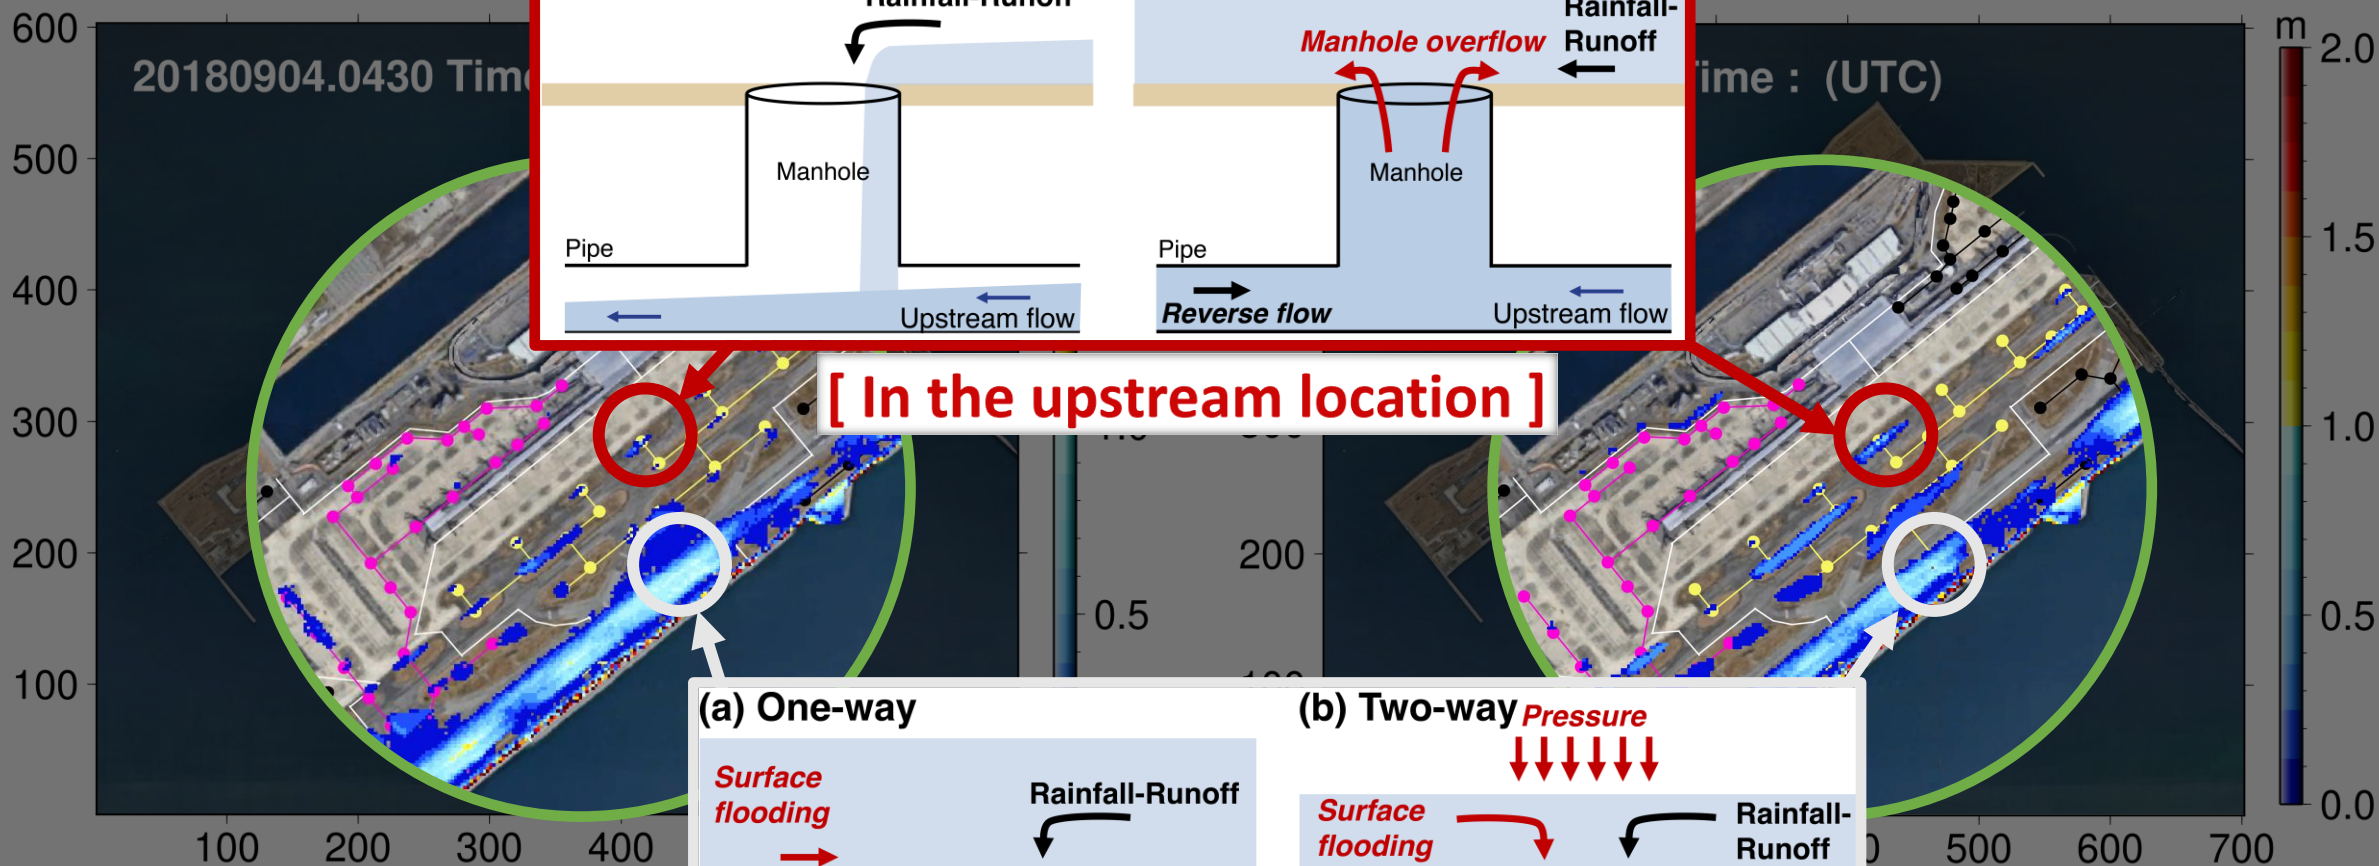 Rainfall-Runoff
Rainfall-
Runoff
Manhole overflow
Manhole
Manhole
Pipe
Pipe
Upstream flow
Reverse flow
Upstream flow
20180904.0430 Time
Time : (UTC)
m
[ In the upstream location ]
600
500
400
300
200
100
100
200
300
400
0.5
200
100
500
600
700
2.0
1.5
1.0
0.5
0.0
(a) One-way
Surface
flooding
Rainfall-Runoff
(b) Two-way
Pressure
Surface
flooding
Rainfall-
Runoff